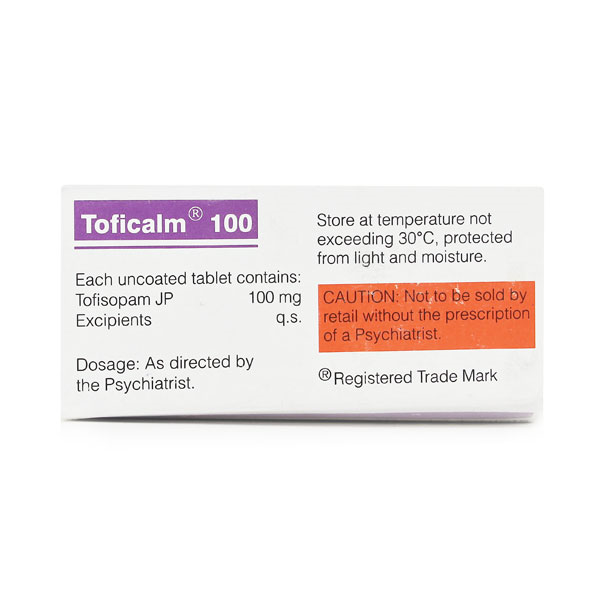 Toficalm® 100
Each uncoated tablet contains:
Tofisopam JP 100 mg
Excipients q.s.
Dosage: As directed by
the Psychiatrist.
Store at temperature not
exceeding 30°C, protected
from light and moisture.
CAUTION: Not to be sold by
retail without the prescription
of a Psychiatrist.
®Registered Trade Mark